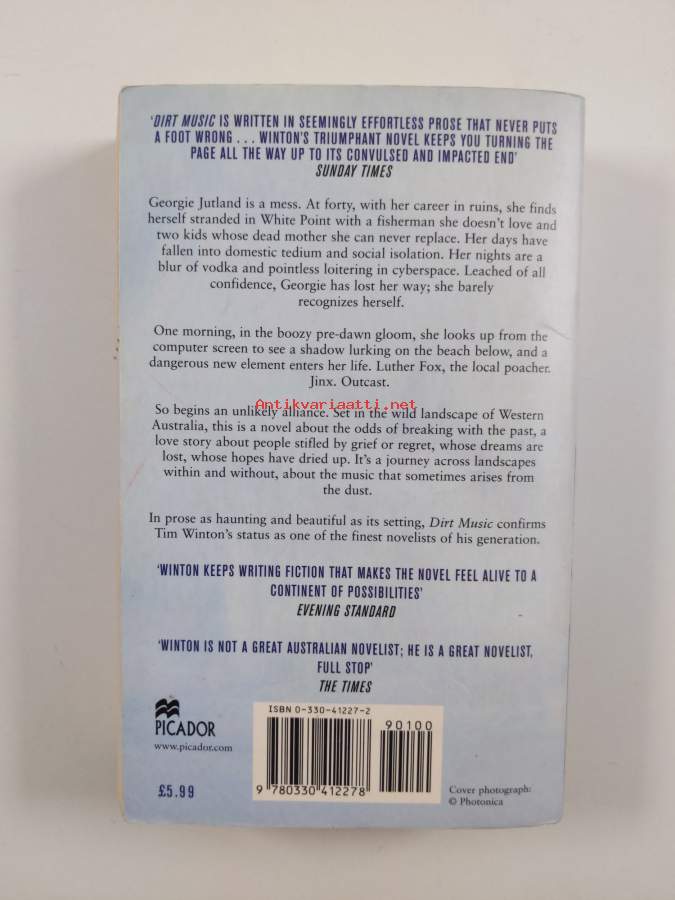 'DIRT MUSIC IS WRITTEN IN SEEMINGLY EFFORTLESS PROSE THAT NEVER PUTS
A FOOT WRONG . . . WINTON'S TRIUMPHANT NOVEL KEEPS YOU TURNING THE
PAGE ALL THE WAY UP TO ITS CONVULSED AND IMPACTED END'
SUNDAY TIMES
Georgie Jutland is a mess. At forty, with her career in ruins, she finds
herself stranded in White Point with a fisherman she doesn't love and
two kids whose dead mother she can never replace. Her days have
fallen into domestic tedium and social isolation. Her nights are a
blur of vodka and pointless loitering in cyberspace. Leached of all
confidence, Georgie has lost her way; she barely
recognizes herself.
One morning, in the boozy pre-dawn gloom, she looks up from the
computer screen to see a shadow lurking on the beach below, and a
dangerous new element enters her life. Luther Fox, the local poacher.
Jinx. Outcast.
Antikvariaatti.net
So begins an unlikely alliance. Set in the wild landscape of Western
Australia, this is a novel about the odds of breaking with the past, a
love story about people stifled by grief or regret, whose dreams are
lost, whose hopes have dried up. It's a journey across landscapes
within and without, about the music that sometimes arises from
the dust.
In prose as haunting and beautiful as its setting, Dirt Music confirms
Tim Winton's status as one of the finest novelists of his generation.
'WINTON KEEPS WRITING FICTION THAT MAKES THE NOVEL FEEL ALIVE TO A
CONTINENT OF POSSIBILITIES'
EVENING STANDARD
'WINTON IS NOT A GREAT AUSTRALIAN NOVELIST; HE IS A GREAT NOVELIST,
FULL STOP'
THE TIMES
PICADOR
www.picador.com
£5.99
ISBN 0-330-41227-2
90100
9 780330 412278
Cover photograph:
© Photonica